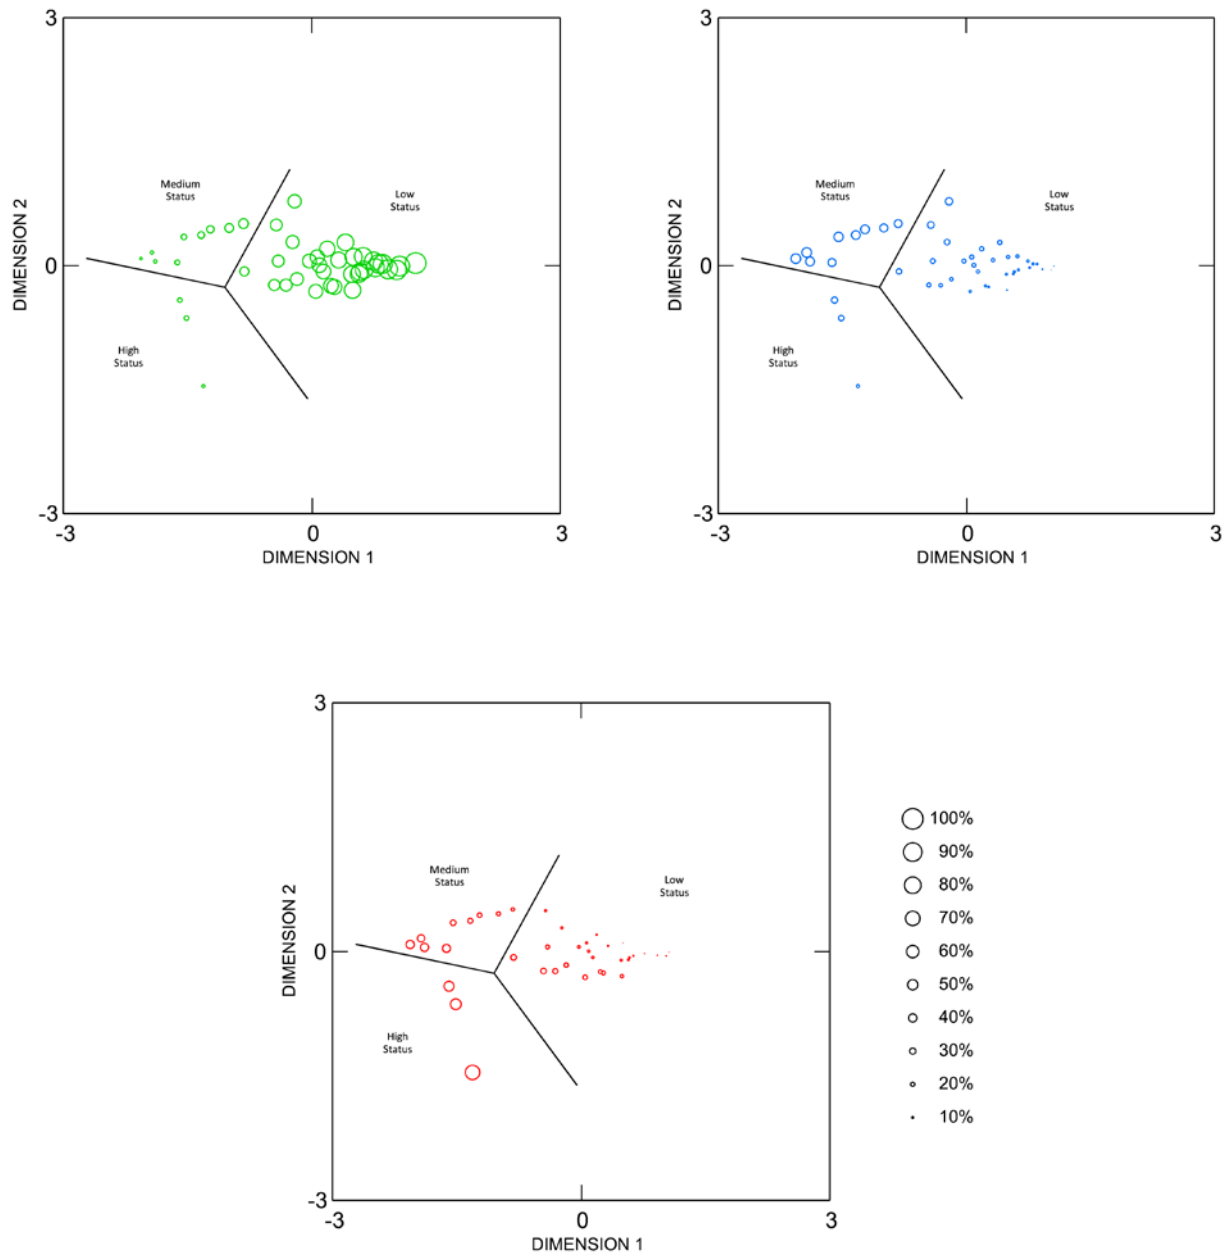 3
Medium
Status
Low
Status
DIMENSION 2
0
High
Status
-3
-3
0
3
DIMENSION 1
3
Medium
Status
Low
Status
DIMENSION 2
0
High
Status
-3
-3
0
3
DIMENSION 1
3
Medium
Status
Low
Status
DIMENSION 2
0
High
Status
-3
-3
0
3
DIMENSION 1
100%
90%
80%
70%
60%
50%
40%
30%
20%
10%